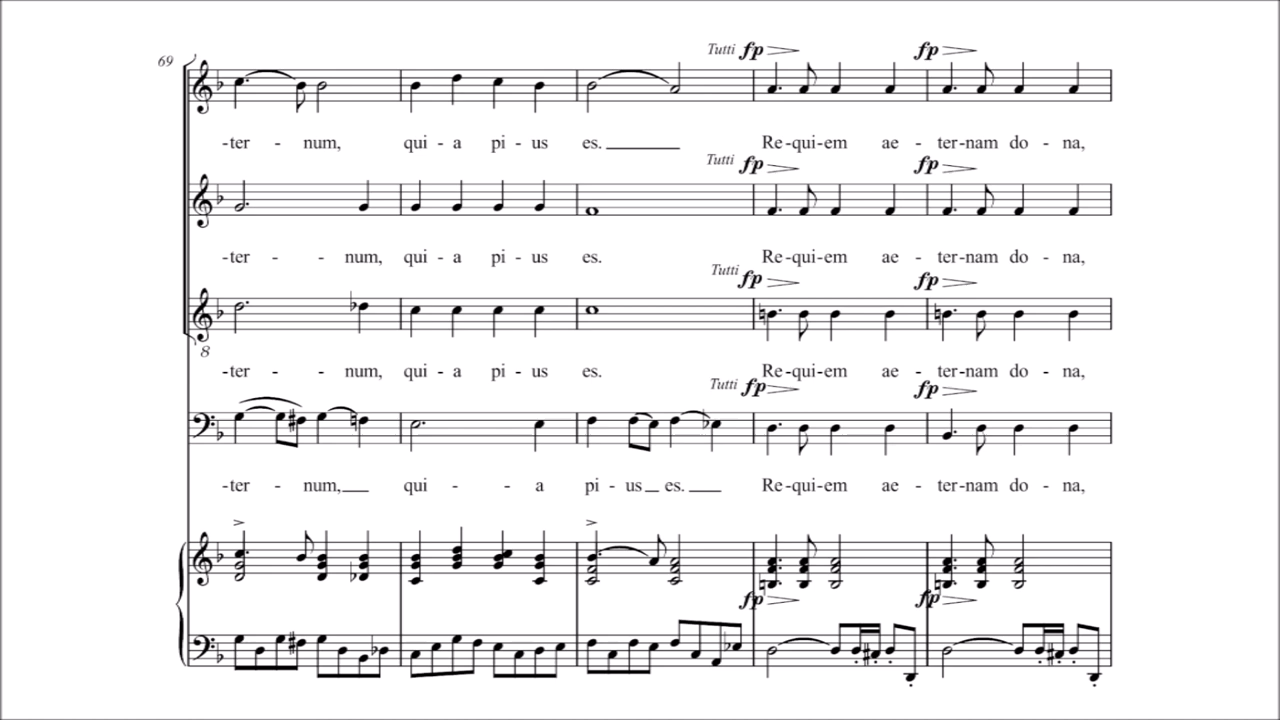 69
Tutti fp fp
-ter - num, qui - a pi - us es. Re-qui-em ae - ter-nam do - na,
Tutti fp fp
-ter - - num, qui - a pi - us es. Re-qui-em ae - ter-nam do - na,
Tutti fp fp
8
-ter - - num, qui - a pi - us es. Re-qui-em ae - ter-nam do - na,
Tutti fp fp
-ter - num, qui - - a pi - us es. Re-qui-em ae - ter-nam do - na,
fp fp